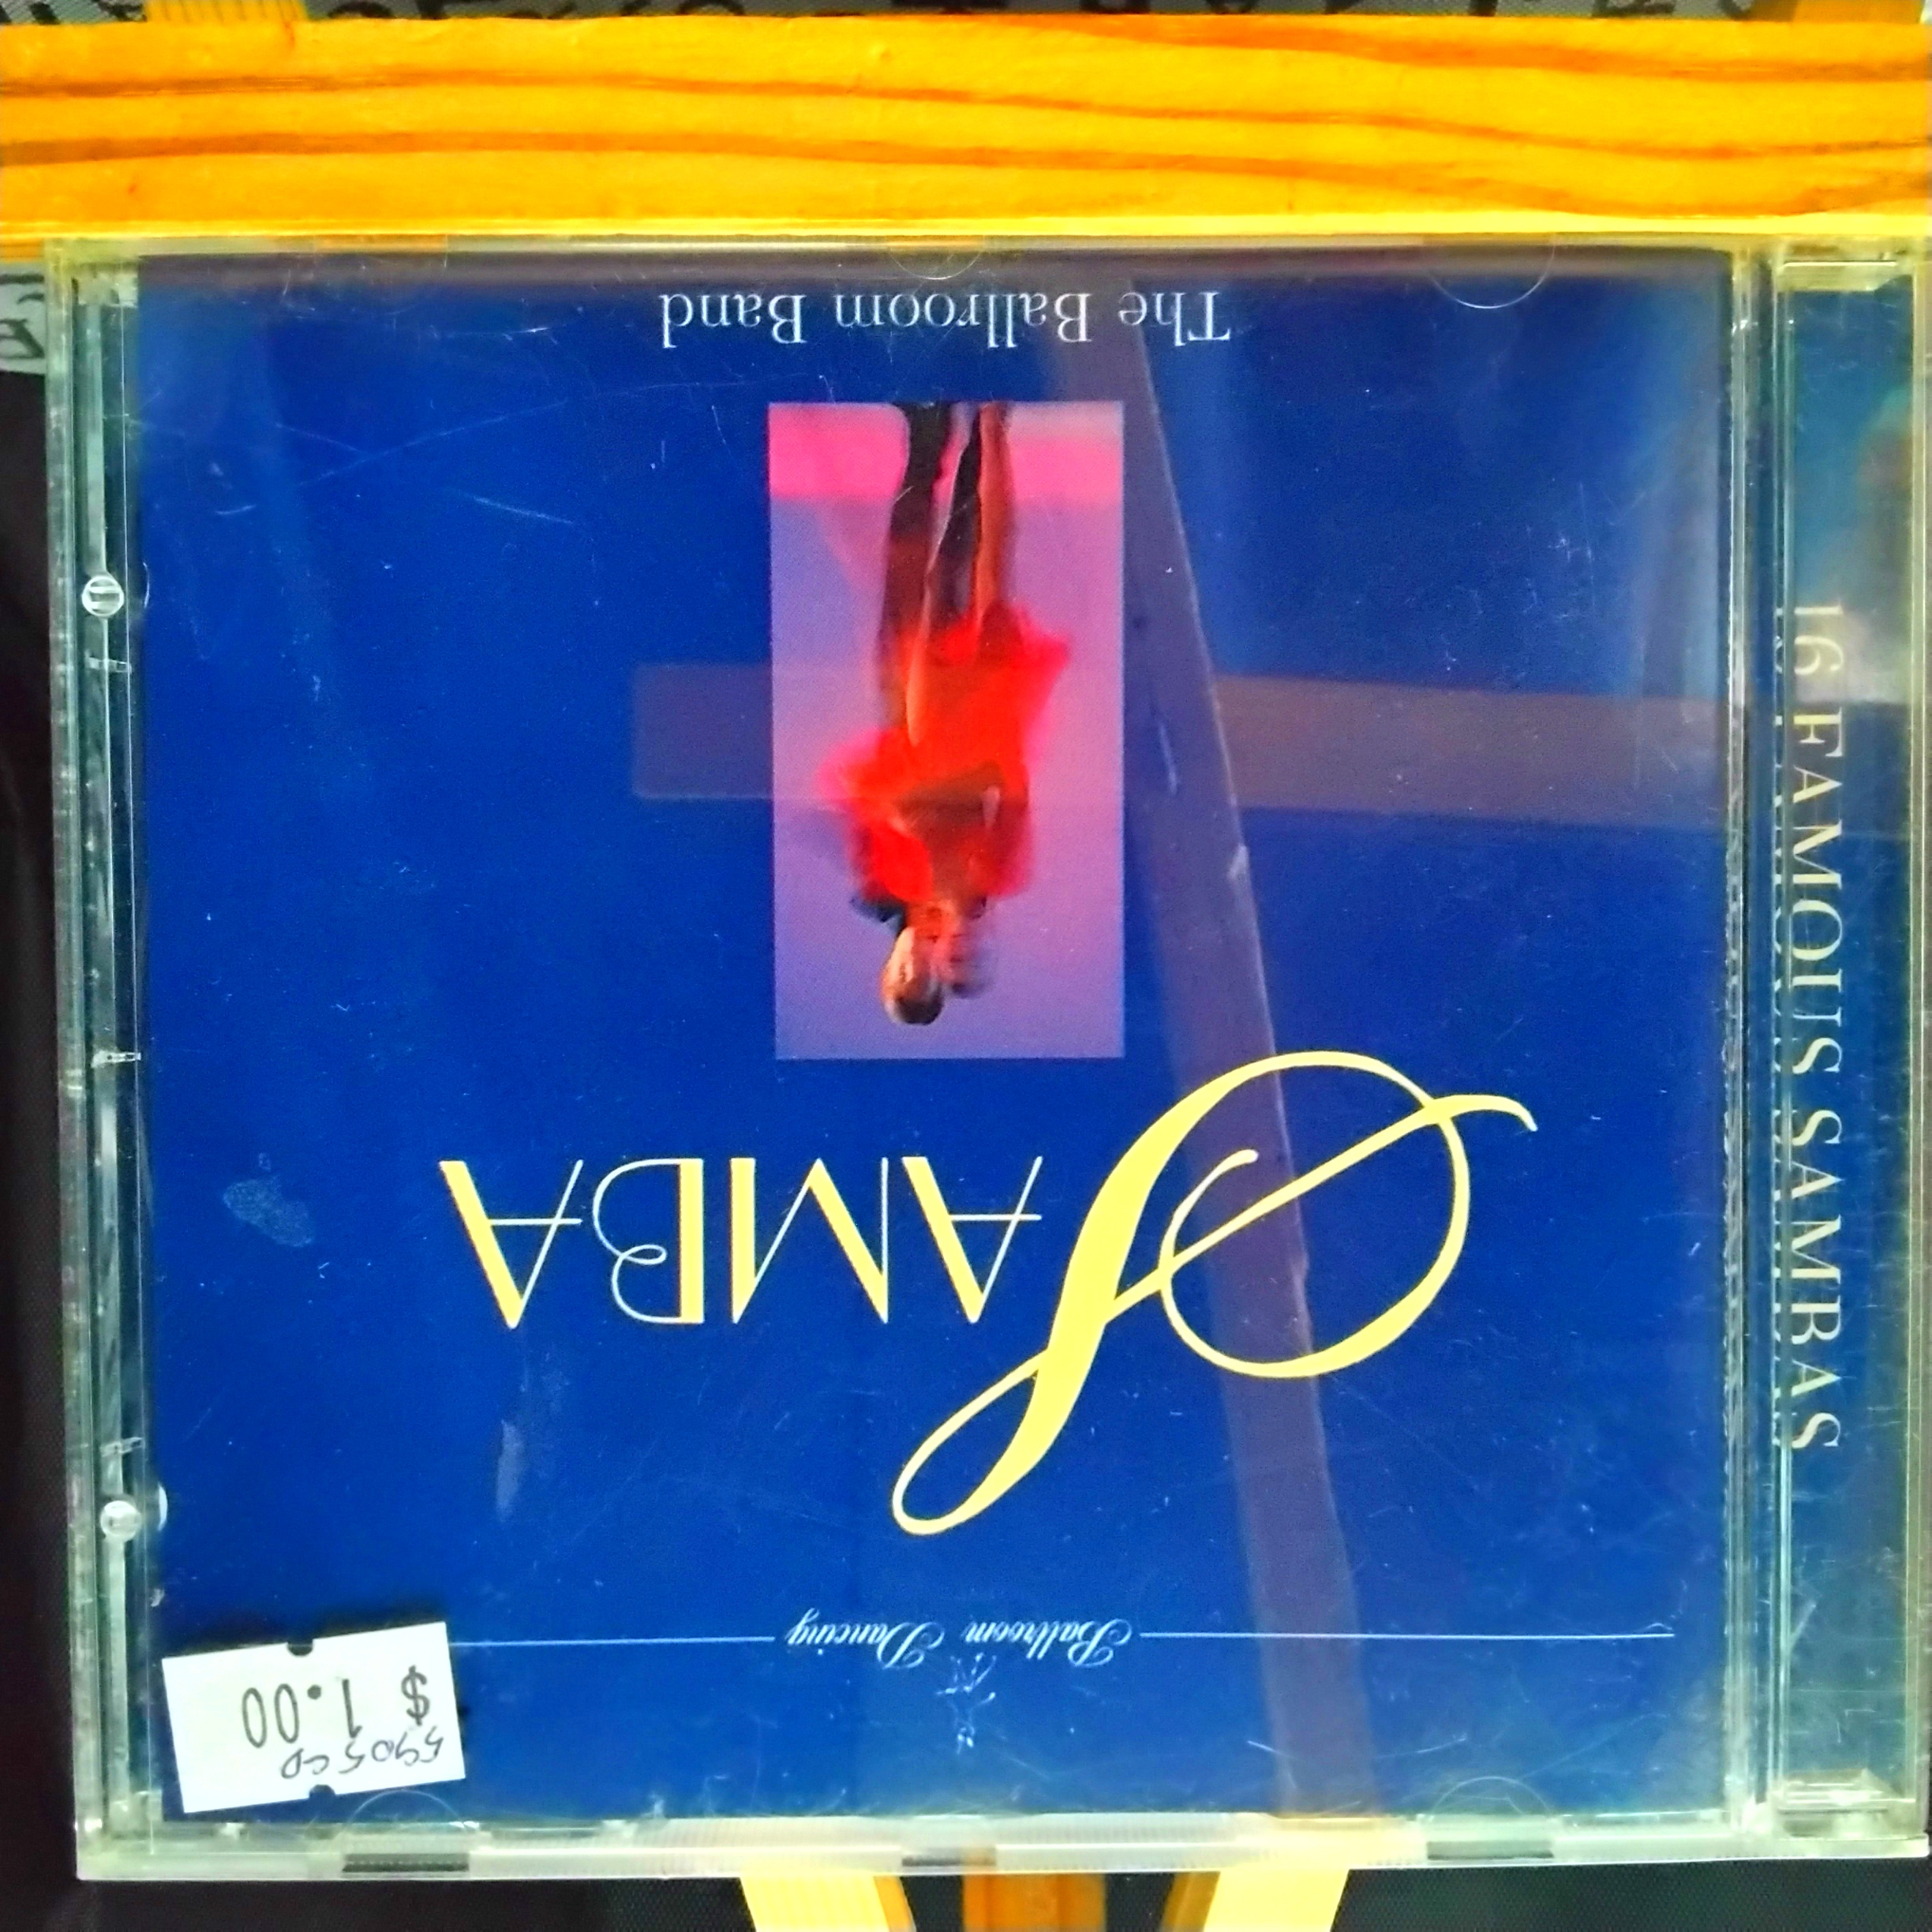 5905CD
$ 1.00
Ballroom Dancing
SAMBA
The Ballroom Band
16 FAMOUS SAMBAS